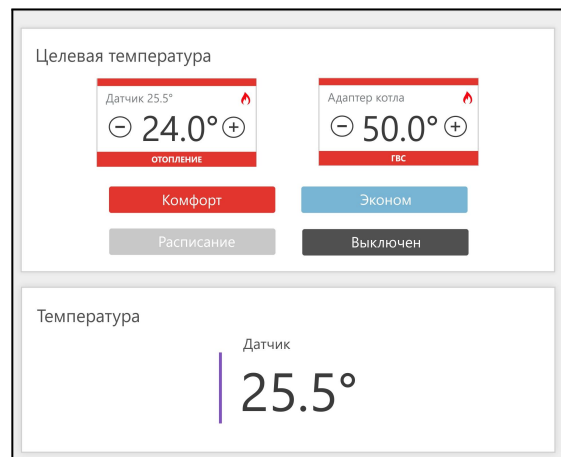 Целевая температура
Датчик 25.5°
24.0°
ОТОПЛЕНИЕ
Адаптер котла
50.0°
ГВС
Комфорт
Эконом
Расписание
Выключен
Температура
Датчик
25.5°